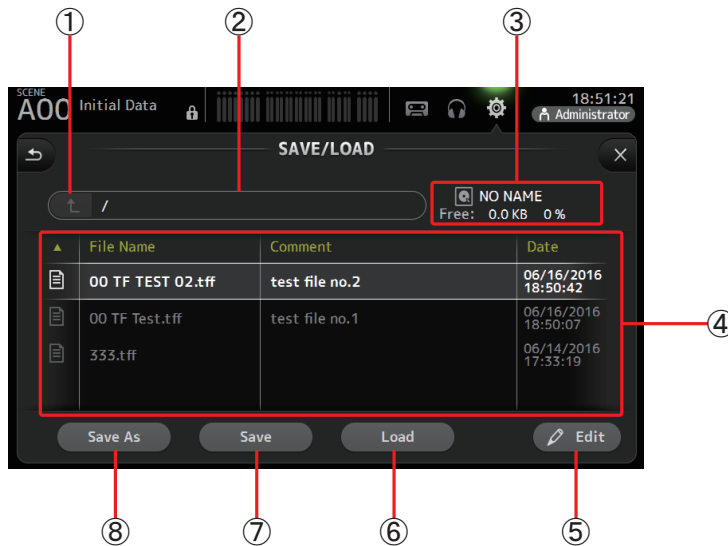 ① ② ③
SCENE
A00 Initial Data
18:51:21
Administrator
SAVE/LOAD
/
NO NAME
Free: 0.0 KB 0 %
File Name Comment Date
00 TF TEST 02.tff test file no.2 06/16/2016 18:50:42
00 TF Test.tff test file no.1 06/16/2016 18:50:07
333.tff 06/14/2016 17:33:19
④
Save As Save Load Edit
⑧ ⑦ ⑥ ⑤